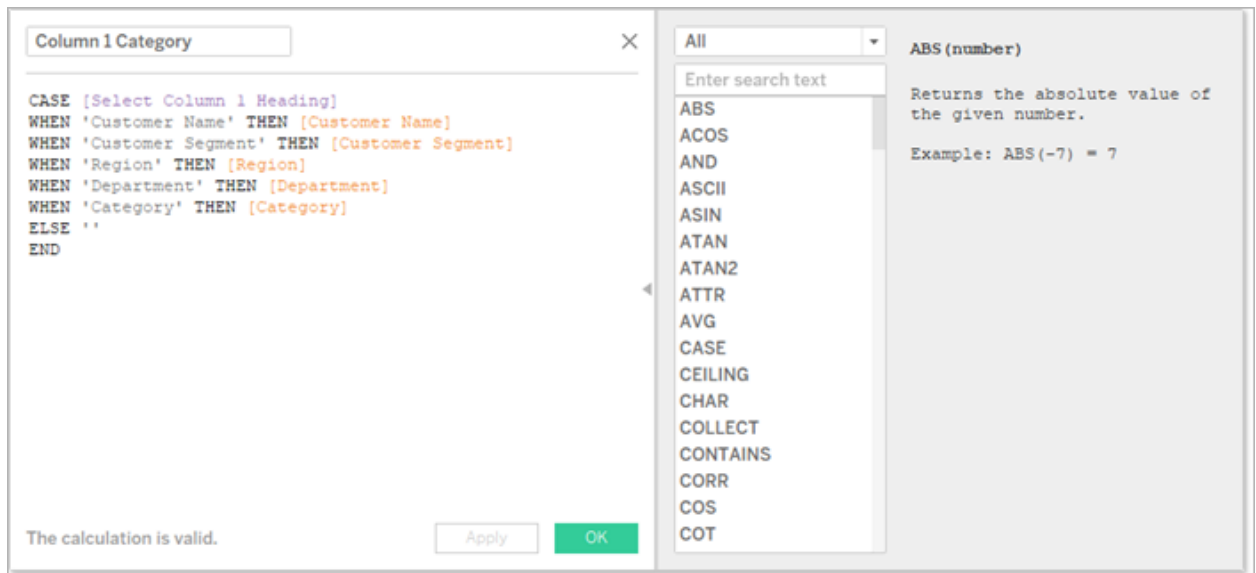 Column 1 Category
CASE [Select Column 1 Heading]
WHEN 'Customer Name' THEN [Customer Name]
WHEN 'Customer Segment' THEN [Customer Segment]
WHEN 'Region' THEN [Region]
WHEN 'Department' THEN [Department]
WHEN 'Category' THEN [Category]
ELSE ''
END
The calculation is valid.
Apply
OK
All
Enter search text
ABS
ACOS
AND
ASCII
ASIN
ATAN
ATAN2
ATTR
AVG
CASE
CEILING
CHAR
COLLECT
CONTAINS
CORR
COS
COT
ABS(number)
Returns the absolute value of
the given number.
Example: ABS(-7) = 7